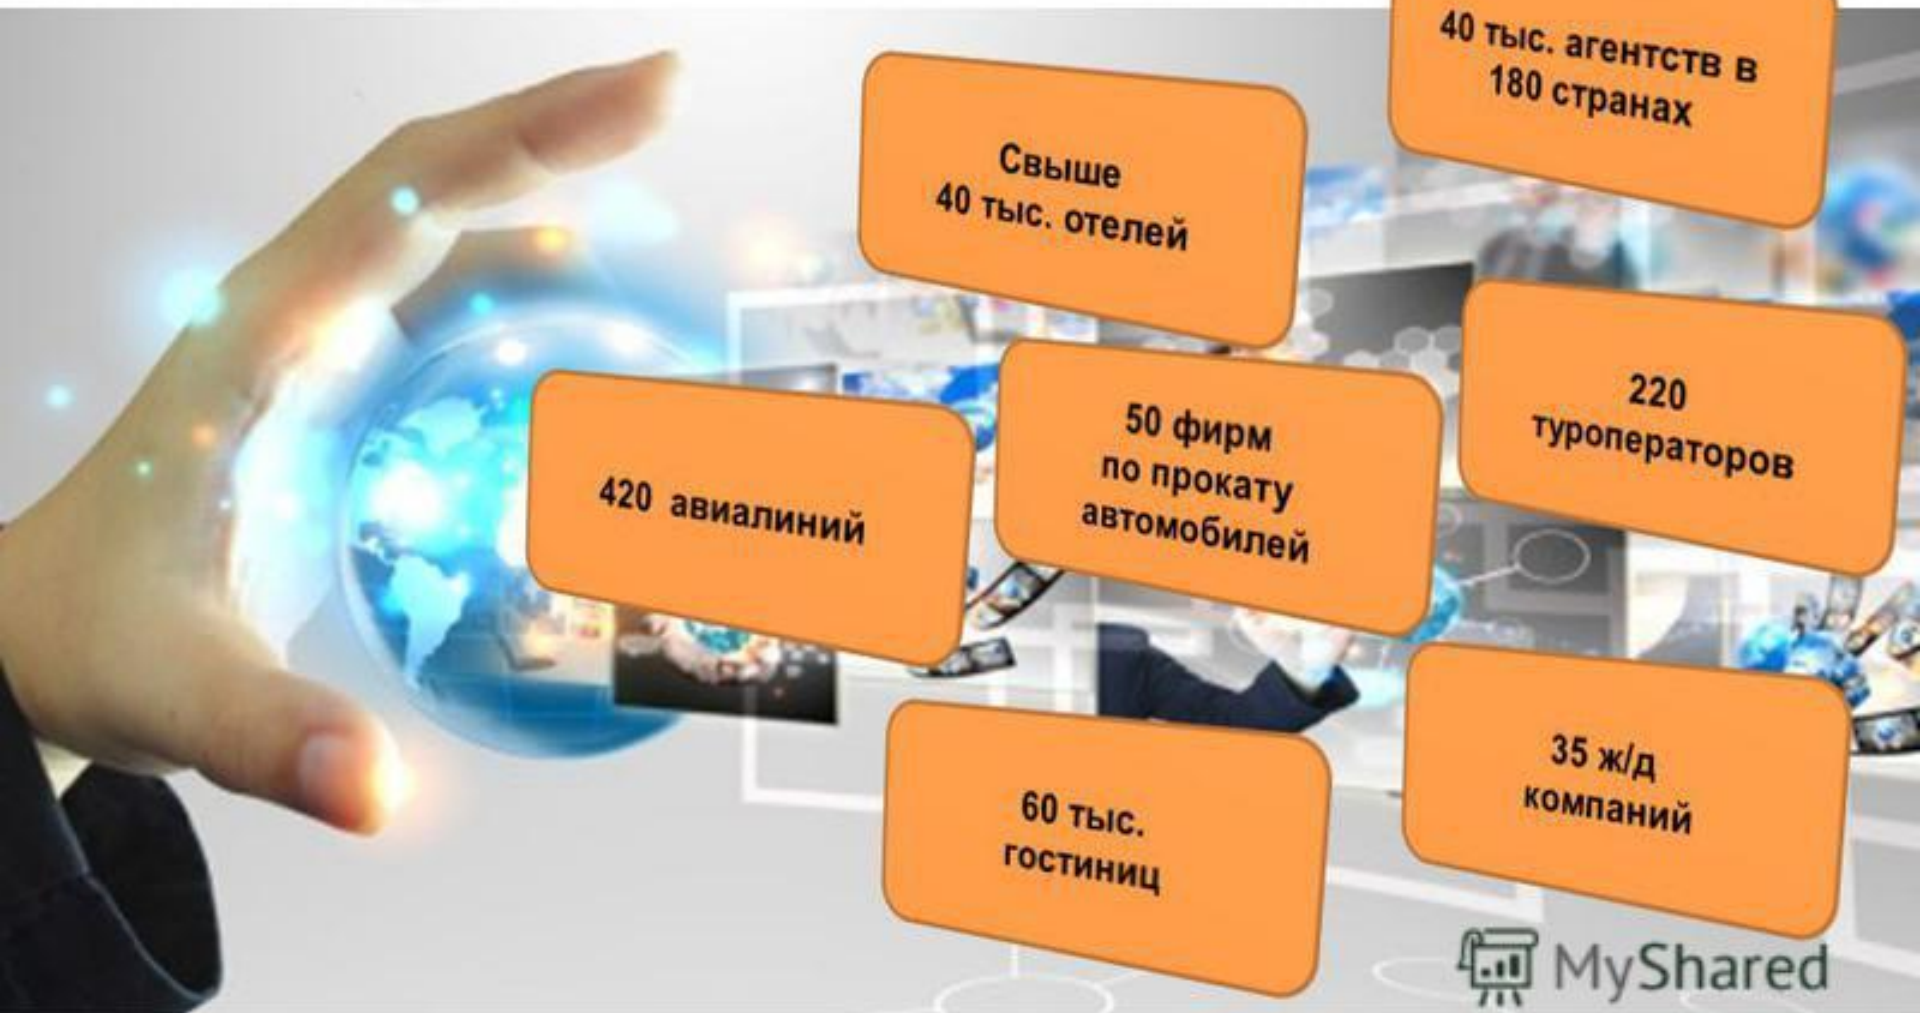 40 тыс. агентств в
180 странах
Свыше
40 тыс. отелей
220
туроператоров
50 фирм
по прокату
автомобилей
420 авиалиний
35 ж/д
компаний
60 тыс.
гостиниц
MyShared